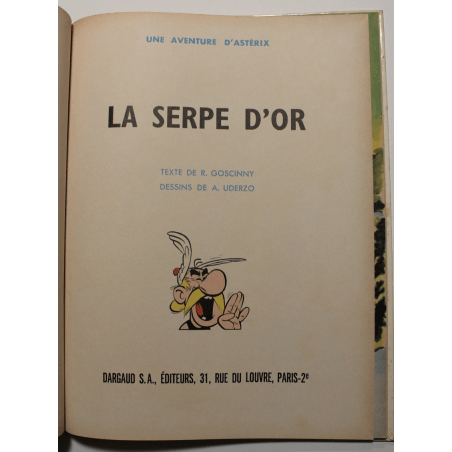 UNE AVENTURE D'ASTÉRIX
LA SERPE D'OR
TEXTE DE R. GOSCINNY
DESSINS DE A. UDERZO
DARGAUD S.A., ÉDITEURS, 31, RUE DU LOUVRE, PARIS-2e